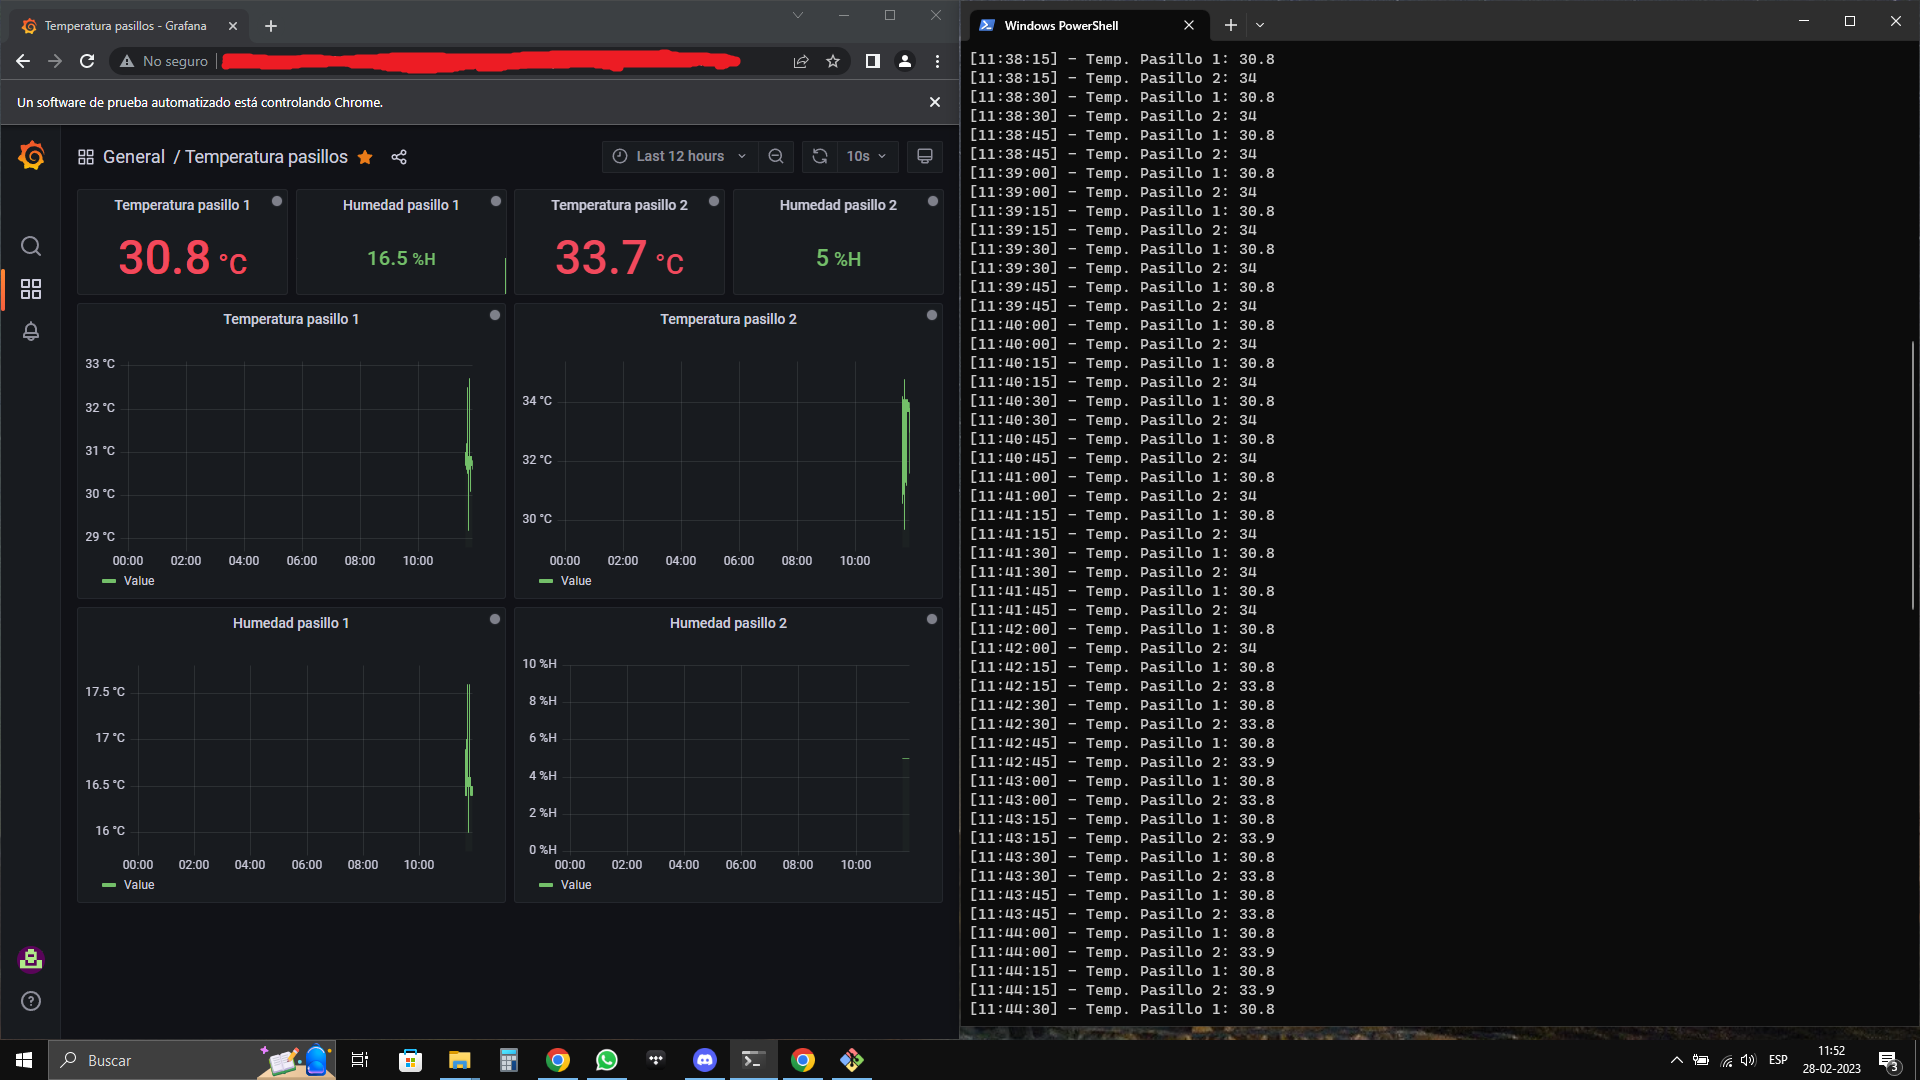 Temperatura pasillos - Grafana
No seguro
Un software de prueba automatizado está controlando Chrome.
General / Temperatura pasillos
Last 12 hours
10s
Temperatura pasillo 1
30.8 °C
Humedad pasillo 1
16.5 %H
Temperatura pasillo 2
33.7 °C
Humedad pasillo 2
5 %H
Temperatura pasillo 1
33 °C
32 °C
31 °C
30 °C
29 °C
00:00 02:00 04:00 06:00 08:00 10:00
Value
Temperatura pasillo 2
34 °C
32 °C
30 °C
00:00 02:00 04:00 06:00 08:00 10:00
Value
Humedad pasillo 1
17.5 °C
17 °C
16.5 °C
16 °C
00:00 02:00 04:00 06:00 08:00 10:00
Value
Humedad pasillo 2
10 %H
8 %H
6 %H
4 %H
2 %H
0 %H
00:00 02:00 04:00 06:00 08:00 10:00
Value
Windows PowerShell
[11:38:15] - Temp. Pasillo 1: 30.8
[11:38:15] - Temp. Pasillo 2: 34
[11:38:30] - Temp. Pasillo 1: 30.8
[11:38:30] - Temp. Pasillo 2: 34
[11:38:45] - Temp. Pasillo 1: 30.8
[11:38:45] - Temp. Pasillo 2: 34
[11:39:00] - Temp. Pasillo 1: 30.8
[11:39:00] - Temp. Pasillo 2: 34
[11:39:15] - Temp. Pasillo 1: 30.8
[11:39:15] - Temp. Pasillo 2: 34
[11:39:30] - Temp. Pasillo 1: 30.8
[11:39:30] - Temp. Pasillo 2: 34
[11:39:45] - Temp. Pasillo 1: 30.8
[11:39:45] - Temp. Pasillo 2: 34
[11:40:00] - Temp. Pasillo 1: 30.8
[11:40:00] - Temp. Pasillo 2: 34
[11:40:15] - Temp. Pasillo 1: 30.8
[11:40:15] - Temp. Pasillo 2: 34
[11:40:30] - Temp. Pasillo 1: 30.8
[11:40:30] - Temp. Pasillo 2: 34
[11:40:45] - Temp. Pasillo 1: 30.8
[11:40:45] - Temp. Pasillo 2: 34
[11:41:00] - Temp. Pasillo 1: 30.8
[11:41:00] - Temp. Pasillo 2: 34
[11:41:15] - Temp. Pasillo 1: 30.8
[11:41:15] - Temp. Pasillo 2: 34
[11:41:30] - Temp. Pasillo 1: 30.8
[11:41:30] - Temp. Pasillo 2: 34
[11:41:45] - Temp. Pasillo 1: 30.8
[11:41:45] - Temp. Pasillo 2: 34
[11:42:00] - Temp. Pasillo 1: 30.8
[11:42:00] - Temp. Pasillo 2: 34
[11:42:15] - Temp. Pasillo 1: 30.8
[11:42:15] - Temp. Pasillo 2: 33.8
[11:42:30] - Temp. Pasillo 1: 30.8
[11:42:30] - Temp. Pasillo 2: 33.8
[11:42:45] - Temp. Pasillo 1: 30.8
[11:42:45] - Temp. Pasillo 2: 33.9
[11:43:00] - Temp. Pasillo 1: 30.8
[11:43:00] - Temp. Pasillo 2: 33.8
[11:43:15] - Temp. Pasillo 1: 30.8
[11:43:15] - Temp. Pasillo 2: 33.9
[11:43:30] - Temp. Pasillo 1: 30.8
[11:43:30] - Temp. Pasillo 2: 33.8
[11:43:45] - Temp. Pasillo 1: 30.8
[11:43:45] - Temp. Pasillo 2: 33.8
[11:44:00] - Temp. Pasillo 1: 30.8
[11:44:00] - Temp. Pasillo 2: 33.9
[11:44:15] - Temp. Pasillo 1: 30.8
[11:44:15] - Temp. Pasillo 2: 33.9
[11:44:30] - Temp. Pasillo 1: 30.8
Buscar
ESP
11:52
28-02-2023
3